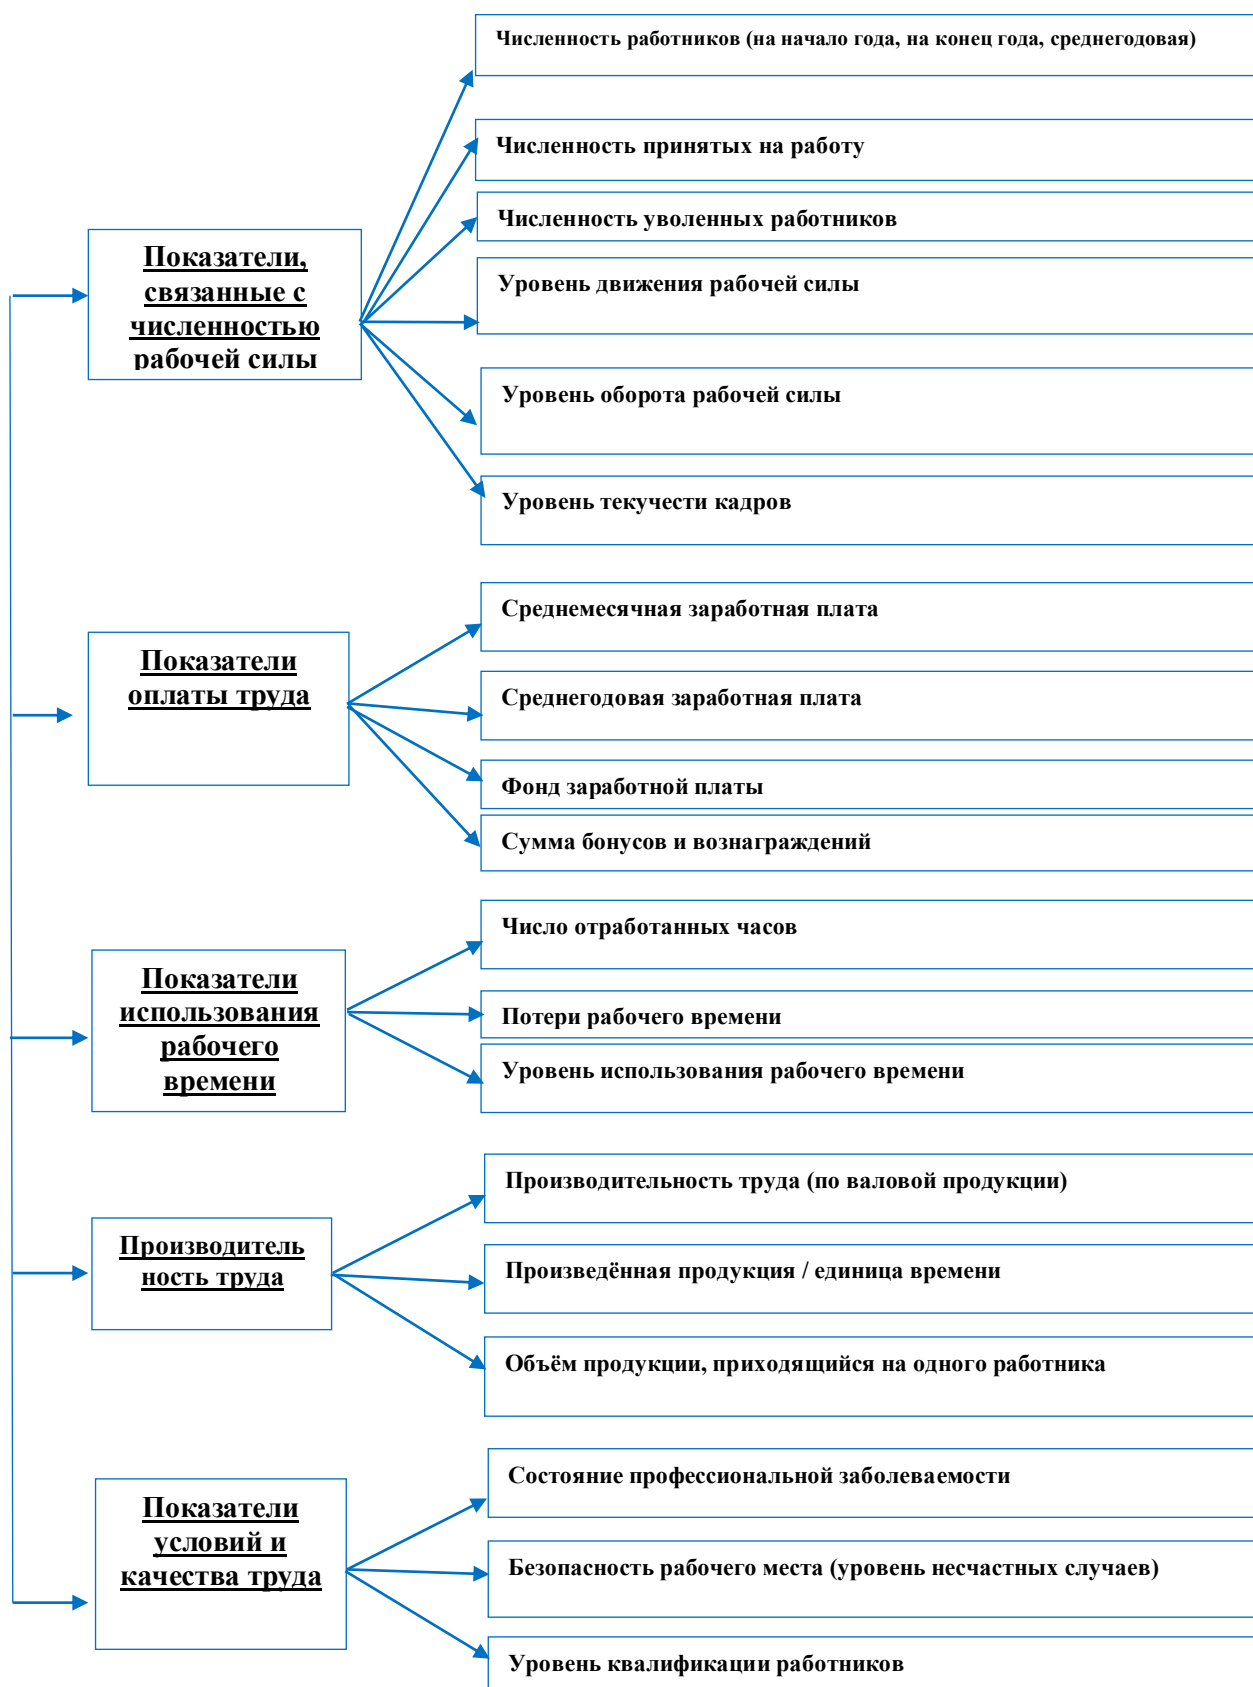 Численность работников (на начало года, на конец года, среднегодовая)
Численность принятых на работу
Численность уволенных работников
Показатели,
связанные с
численностью
рабочей силы
Уровень движения рабочей силы
Уровень оборота рабочей силы
Уровень текучести кадров
Показатели
оплаты труда
Среднемесячная заработная плата
Среднегодовая заработная плата
Фонд заработной платы
Сумма бонусов и вознаграждений
Показатели
использования
рабочего
времени
Число отработанных часов
Потери рабочего времени
Уровень использования рабочего времени
Производитель
ность труда
Производительность труда (по валовой продукции)
Произведённая продукция / единица времени
Объём продукции, приходящийся на одного работника
Показатели
условий и
качества труда
Состояние профессиональной заболеваемости
Безопасность рабочего места (уровень несчастных случаев)
Уровень квалификации работников